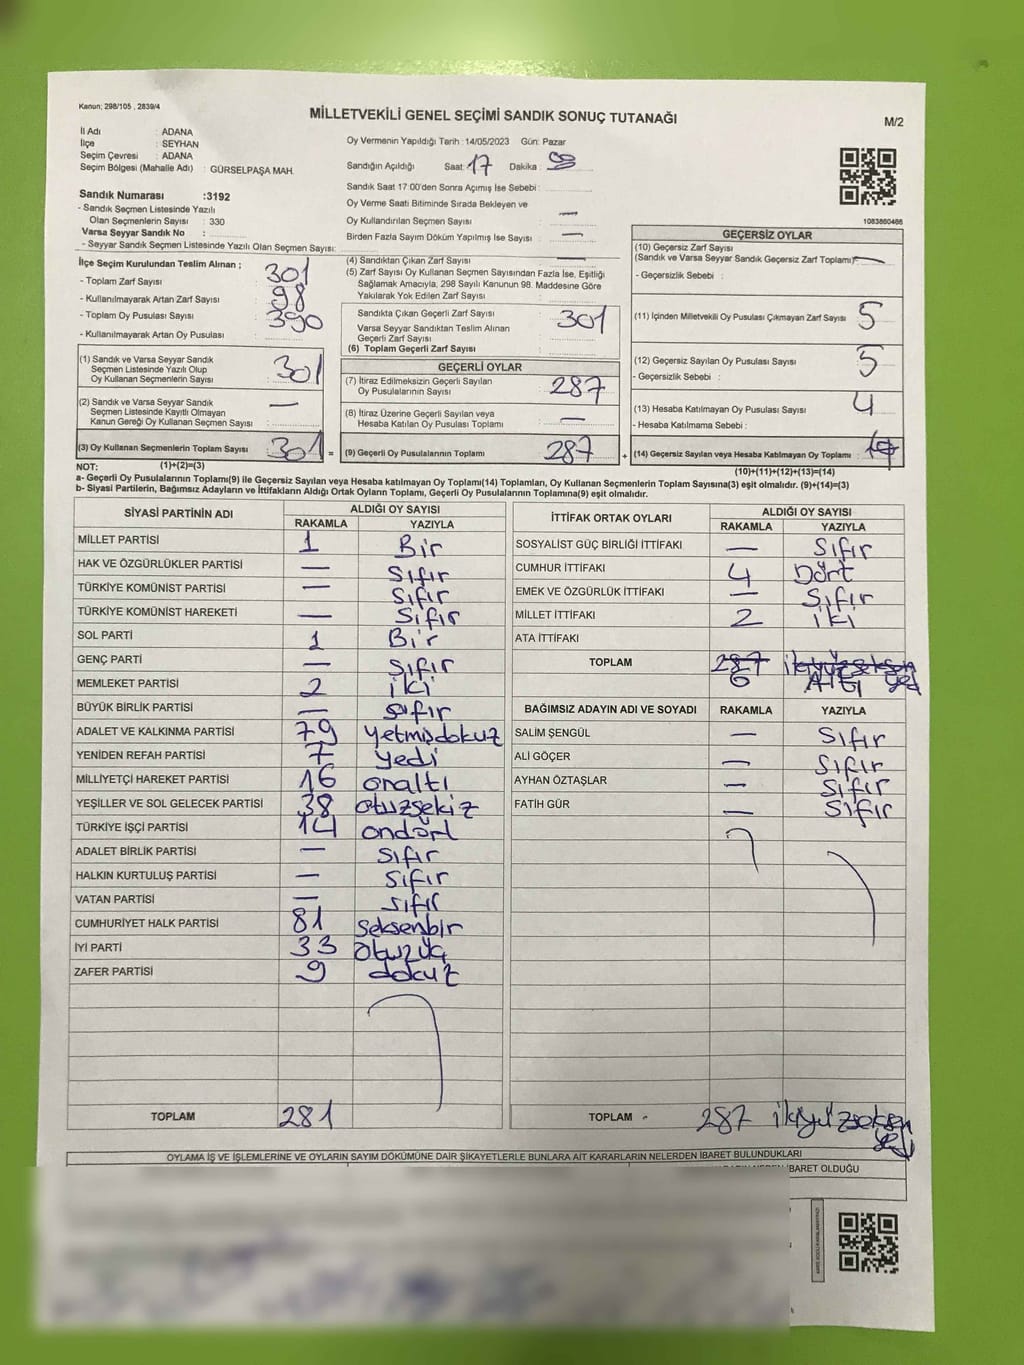 Kanun; 298/105 , 2839/4
MİLLETVEKİLİ GENEL SEÇİMİ SANDIK SONUÇ TUTANAĞI
M/2
İl Adı : ADANA
İlçe : SEYHAN
Seçim Çevresi : ADANA
Seçim Bölgesi (Mahalle Adı) : GÜRSELPAŞA MAH.
Sandık Numarası :3192
- Sandık Seçmen Listesinde Yazılı
Olan Seçmenlerin Sayısı : 330
Varsa Seyyar Sandık No :
- Seyyar Sandık Seçmen Listesinde Yazılı Olan Seçmen Sayısı:
Oy Vermenin Yapıldığı Tarih : 14/05/2023 Gün: Pazar
Sandığın Açıldığı Saat: 17 Dakika :
Sandık Saat 17:00'den Sonra Açımış İse Sebebi :
Oy Verme Saati Bitiminde Sırada Bekleyen ve
Oy Kullandırılan Seçmen Sayısı : —
Birden Fazla Sayım Döküm Yapılmış İse Sayısı : —
1083860486
İlçe Seçim Kurulundan Teslim Alınan ;
- Toplam Zarf Sayısı : 301
- Kullanılmayarak Artan Zarf Sayısı : 98
- Toplam Oy Pusulası Sayısı : 390
- Kullanılmayarak Artan Oy Pusulası :
(4) Sandıktan Çıkan Zarf Sayısı : —
(5) Zarf Sayısı Oy Kullanan Seçmen Sayısından Fazla İse, Eşitliği
Sağlamak Amacıyla, 298 Sayılı Kanunun 98. Maddesine Göre
Yakılarak Yok Edilen Zarf Sayısı :
Sandıkta Çıkan Geçerli Zarf Sayısı : 301
Varsa Seyyar Sandıktan Teslim Alınan
Geçerli Zarf Sayısı :
(6) Toplam Geçerli Zarf Sayısı :
GEÇERSİZ OYLAR
(10) Geçersiz Zarf Sayısı
(Sandık ve Varsa Seyyar Sandık Geçersiz Zarf Toplamı) —
- Geçersizlik Sebebi :
(11) İçinden Milletvekili Oy Pusulası Çıkmayan Zarf Sayısı : 5
(12) Geçersiz Sayılan Oy Pusulası Sayısı : 5
- Geçersizlik Sebebi :
(13) Hesaba Katılmayan Oy Pusulası Sayısı : 4
- Hesaba Katılmama Sebebi :
(14) Geçersiz Sayılan veya Hesaba Katılmayan Oy Toplamı :
(10)+(11)+(12)+(13)=(14)
(1) Sandık ve Varsa Seyyar Sandık
Seçmen Listesinde Yazılı Olup
Oy Kullanan Seçmenlerin Sayısı : 301
(2) Sandık ve Varsa Seyyar Sandık
Seçmen Listesinde Kayıtlı Olmayan
Kanun Gereği Oy Kullanan Seçmen Sayısı : —
(3) Oy Kullanan Seçmenlerin Toplam Sayısı : 301 =
(1)+(2)=(3)
GEÇERLİ OYLAR
(7) İtiraz Edilmeksizin Geçerli Sayılan
Oy Pusulalarının Sayısı : 287
(8) İtiraz Üzerine Geçerli Sayılan veya
Hesaba Katılan Oy Pusulası Toplamı : —
(9) Geçerli Oy Pusulalarının Toplamı : 287 +
NOT:
a- Geçerli Oy Pusulalarının Toplamı(9) ile Geçersiz Sayılan veya Hesaba Katılmayan Oy Toplamı(14) Toplamları, Oy Kullanan Seçmenlerin Toplam Sayısına(3) eşit olmalıdır. (9)+(14)=(3)
b- Siyasi Partilerin, Bağımsız Adayların ve İttifakların Aldığı Ortak Oyların Toplamı, Geçerli Oy Pusulalarının Toplamına(9) eşit olmalıdır.
SİYASİ PARTİNİN ADI ALDIĞI OY SAYISI
RAKAMLA YAZIYLA
MİLLET PARTİSİ 1 Bir
HAK VE ÖZGÜRLÜKLER PARTİSİ — Sıfır
TÜRKİYE KOMÜNİST PARTİSİ — Sıfır
TÜRKİYE KOMÜNİST HAREKETİ — Sıfır
SOL PARTİ 1 Bir
GENÇ PARTİ — Sıfır
MEMLEKET PARTİSİ 2 iki
BÜYÜK BİRLİK PARTİSİ — sıfır
ADALET VE KALKINMA PARTİSİ 79 yetmişdokuz
YENİDEN REFAH PARTİSİ 7 yedi
MİLLİYETÇİ HAREKET PARTİSİ 16 onaltı
YEŞİLLER VE SOL GELECEK PARTİSİ 38 otuzsekiz
TÜRKİYE İŞÇİ PARTİSİ 14 ondört
ADALET BİRLİK PARTİSİ — sıfır
HALKIN KURTULUŞ PARTİSİ — sıfır
VATAN PARTİSİ — sıfır
CUMHURİYET HALK PARTİSİ 81 seksenbir
İYİ PARTİ 33 otuzüç
ZAFER PARTİSİ 9 dokuz
TOPLAM 281
İTTİFAK ORTAK OYLARI ALDIĞI OY SAYISI
RAKAMLA YAZIYLA
SOSYALİST GÜÇ BİRLİĞİ İTTİFAKI — Sıfır
CUMHUR İTTİFAKI 4 Dört
EMEK VE ÖZGÜRLÜK İTTİFAKI — Sıfır
MİLLET İTTİFAKI 2 iki
ATA İTTİFAKI
TOPLAM 287 ikiyüzseksen yedi
6 Altı
BAĞIMSIZ ADAYIN ADI VE SOYADI RAKAMLA YAZIYLA
SALİM ŞENGÜL — Sıfır
ALİ GÖÇER — Sıfır
AYHAN ÖZTAŞLAR — Sıfır
FATİH GÜR — Sıfır
TOPLAM 287 ikiyüzseksen yedi
OYLAMA İŞ VE İŞLEMLERİNE VE OYLARIN SAYIM DÖKÜMÜNE DAİR ŞİKAYETLERLE BUNLARA AİT KARARLARIN NELERDEN İBARET BULUNDUKLARI
İBARET OLDUĞU